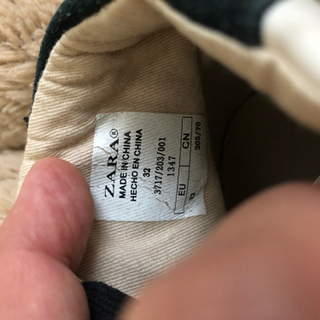 ZARA®
MADE IN CHINA
HECHO EN CHINA
32
3717/203/001
1347
EU
CN
205/70